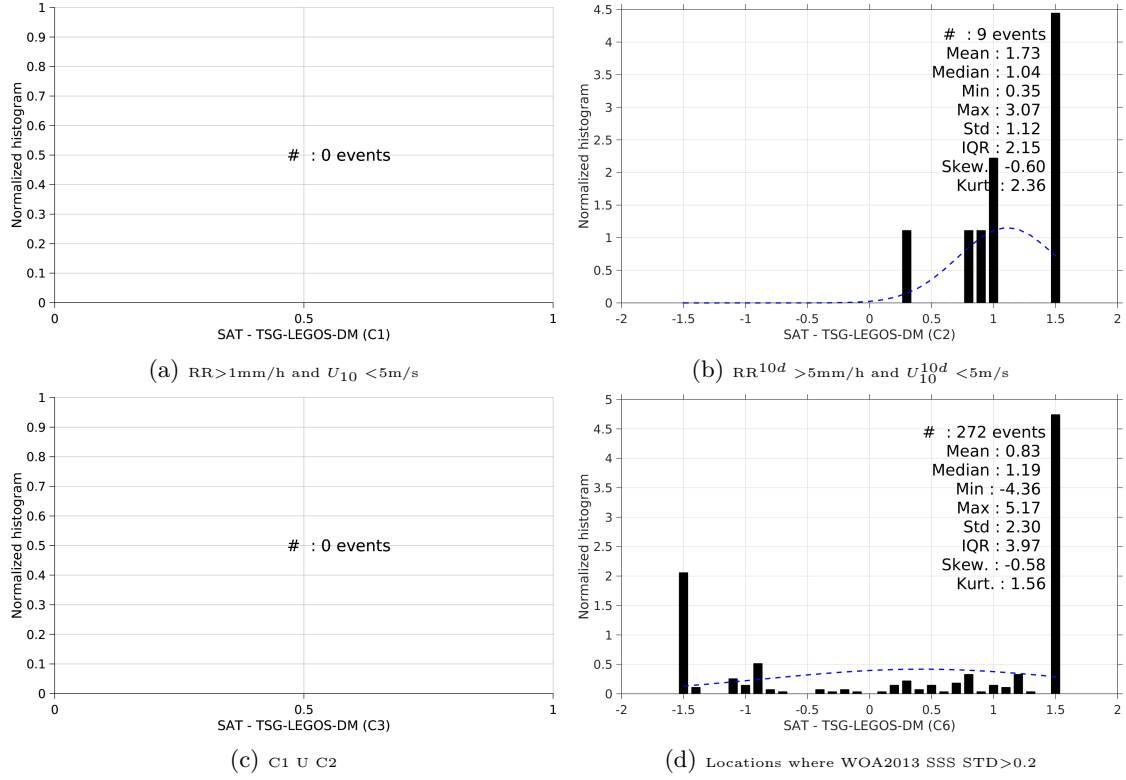 1
0.9
0.8
0.7
0.6
0.5
0.4
0.3
0.2
0.1
0
Normalized histogram
# : 0 events
0 0.5 1
SAT - TSG-LEGOS-DM (C1)
(a) RR>1mm/h and U10 <5m/s
4.5
4
3.5
3
2.5
2
1.5
1
0.5
0
Normalized histogram
# : 9 events
Mean : 1.73
Median : 1.04
Min : 0.35
Max : 3.07
Std : 1.12
IQR : 2.15
Skew. : -0.60
Kurt. : 2.36
-2 -1.5 -1 -0.5 0 0.5 1 1.5 2
SAT - TSG-LEGOS-DM (C2)
(b) RR^10d >5mm/h and U_10^10d <5m/s
1
0.9
0.8
0.7
0.6
0.5
0.4
0.3
0.2
0.1
0
Normalized histogram
# : 0 events
0 0.5 1
SAT - TSG-LEGOS-DM (C3)
(c) C1 U C2
5
4.5
4
3.5
3
2.5
2
1.5
1
0.5
0
Normalized histogram
# : 272 events
Mean : 0.83
Median : 1.19
Min : -4.36
Max : 5.17
Std : 2.30
IQR : 3.97
Skew. : -0.58
Kurt. : 1.56
-2 -1.5 -1 -0.5 0 0.5 1 1.5 2
SAT - TSG-LEGOS-DM (C6)
(d) Locations where WOA2013 SSS STD>0.2